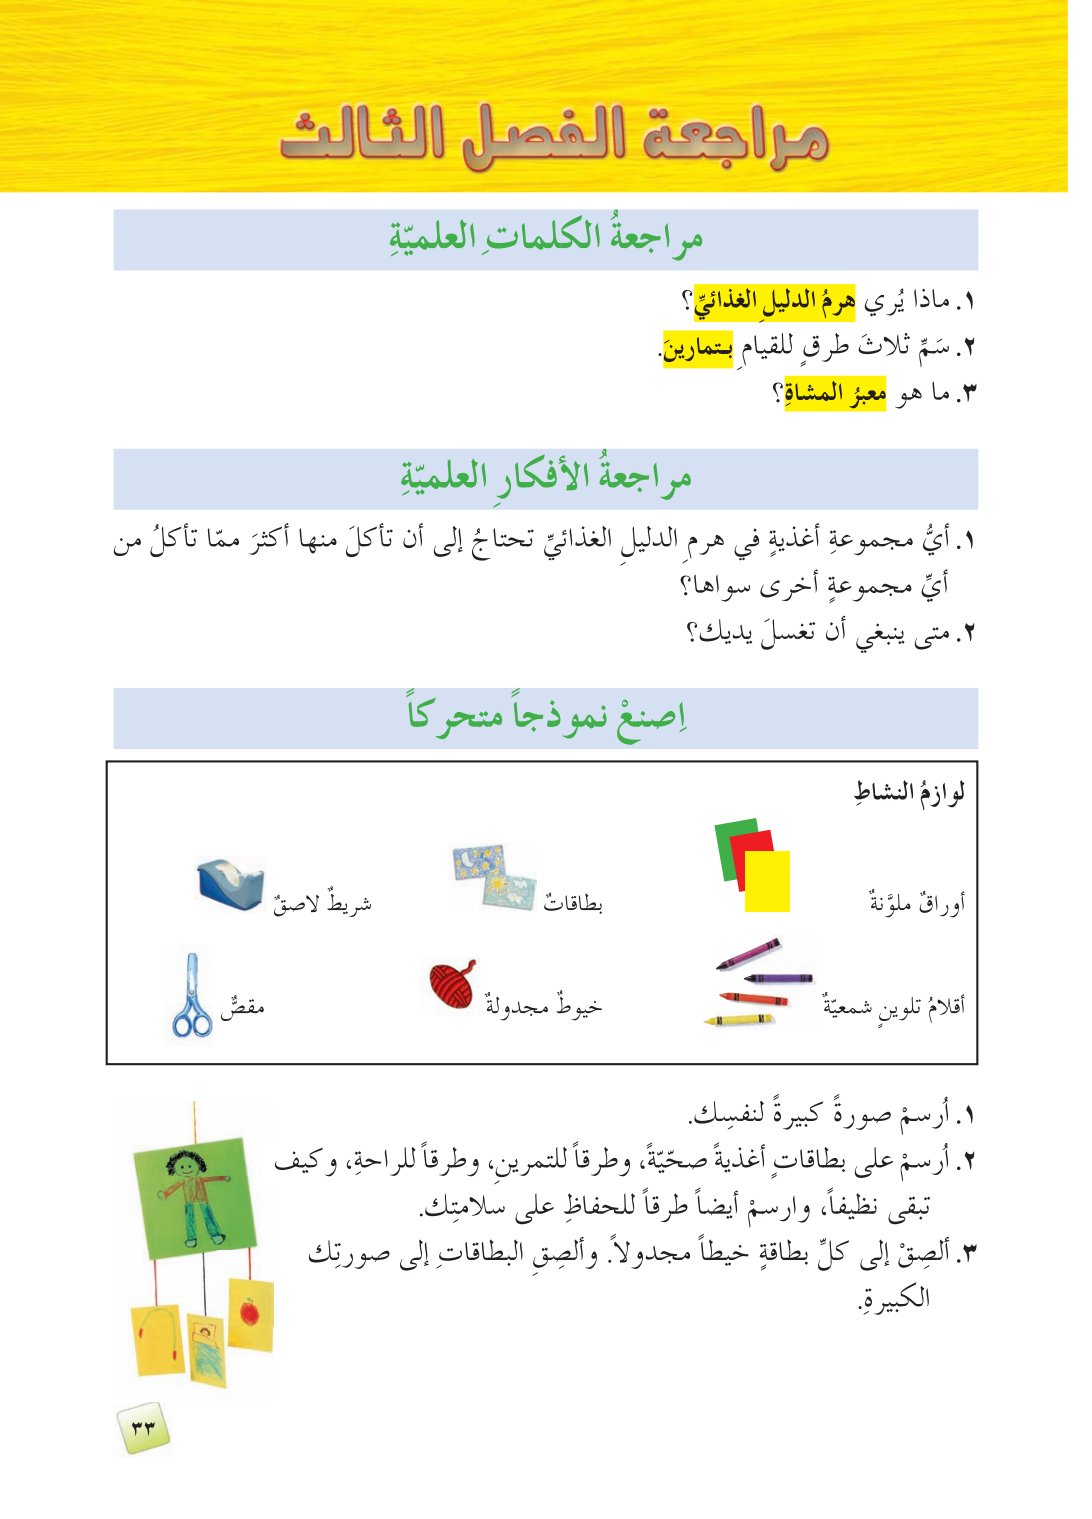 مراجعة الفصل الثالث
مراجعةُ الكلماتِ العلميّةِ
١. ماذا يُري هرمُ الدليلِ الغذائيِّ؟
٢. سَمِّ ثلاثَ طرقٍ للقيامِ بتمارينَ.
٣. ما هو معبرُ المشاةِ؟
مراجعةُ الأفكارِ العلميّةِ
١. أيُّ مجموعةِ أغذيةٍ في هرمِ الدليلِ الغذائيِّ تحتاجُ إلى أن تأكلَ منها أكثرَ ممّا تأكلُ من
أيِّ مجموعةٍ أخرى سواها؟
٢. متى ينبغي أن تغسلَ يديك؟
اِصنعْ نموذجاً متحركاً
لوازمُ النشاطِ
أوراقٌ ملوَّنةٌ
بطاقاتٌ
شريطٌ لاصقٌ
أقلامُ تلوينٍ شمعيّةٌ
خيوطٌ مجدولةٌ
مقصٌّ
١. اُرسمْ صورةً كبيرةً لنفسِك.
٢. اُرسمْ على بطاقاتٍ أغذيةً صحّيّةً، وطرقاً للتمرينِ، وطرقاً للراحةِ، وكيف
تبقى نظيفاً، وارسمْ أيضاً طرقاً للحفاظِ على سلامتِك.
٣. ألصِقْ إلى كلِّ بطاقةٍ خيطاً مجدولاً. وألصِقِ البطاقاتِ إلى صورتِك
الكبيرةِ.
٣٣